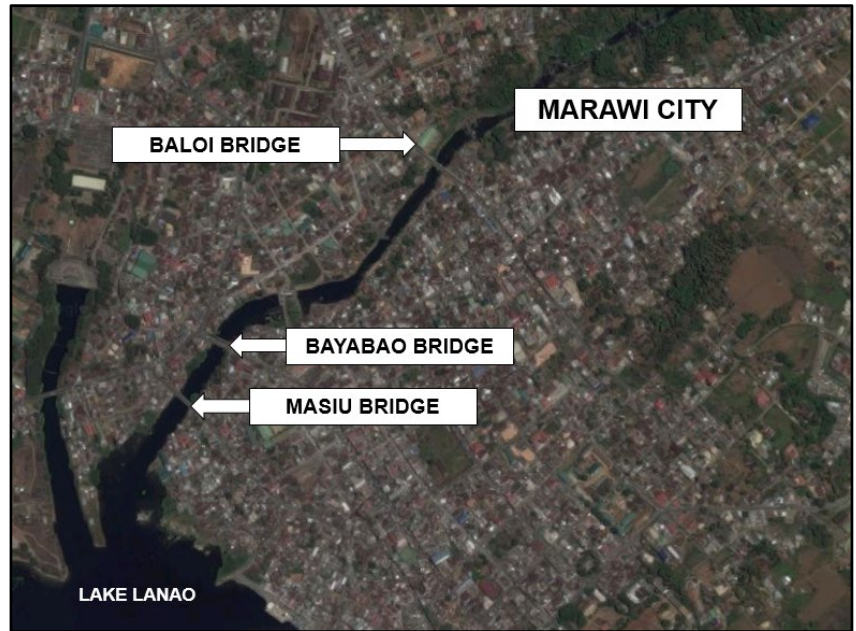 MARAWI CITY
BALOI BRIDGE
BAYABAO BRIDGE
MASIU BRIDGE
LAKE LANAO